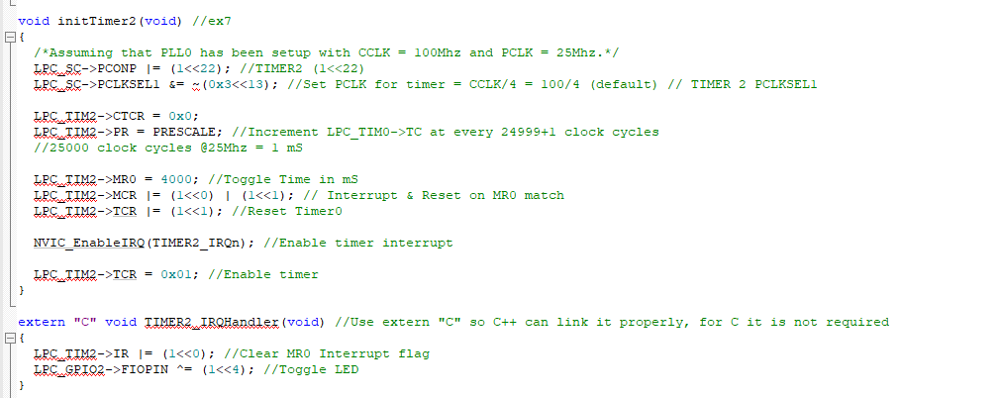 void initTimer2(void) //ex7
{
/*Assuming that PLL0 has been setup with CCLK = 100Mhz and PCLK = 25Mhz.*/
LPC_SC->PCONP |= (1<<22); //TIMER2 (1<<22)
LPC_SC->PCLKSEL1 &= ~(0x3<<13); //Set PCLK for timer = CCLK/4 = 100/4 (default) // TIMER 2 PCLKSEL1
LPC_TIM2->CTCR = 0x0;
LPC_TIM2->PR = PRESCALE; //Increment LPC_TIM0->TC at every 24999+1 clock cycles
//25000 clock cycles @25Mhz = 1 mS
LPC_TIM2->MR0 = 4000; //Toggle Time in mS
LPC_TIM2->MCR |= (1<<0) | (1<<1); // Interrupt & Reset on MR0 match
LPC_TIM2->TCR |= (1<<1); //Reset Timer0
NVIC_EnableIRQ(TIMER2_IRQn); //Enable timer interrupt
LPC_TIM2->TCR = 0x01; //Enable timer
}
extern "C" void TIMER2_IRQHandler(void) //Use extern "C" so C++ can link it properly, for C it is not required
{
LPC_TIM2->IR |= (1<<0); //Clear MR0 Interrupt flag
LPC_GPIO2->FIOPIN ^= (1<<4); //Toggle LED
}